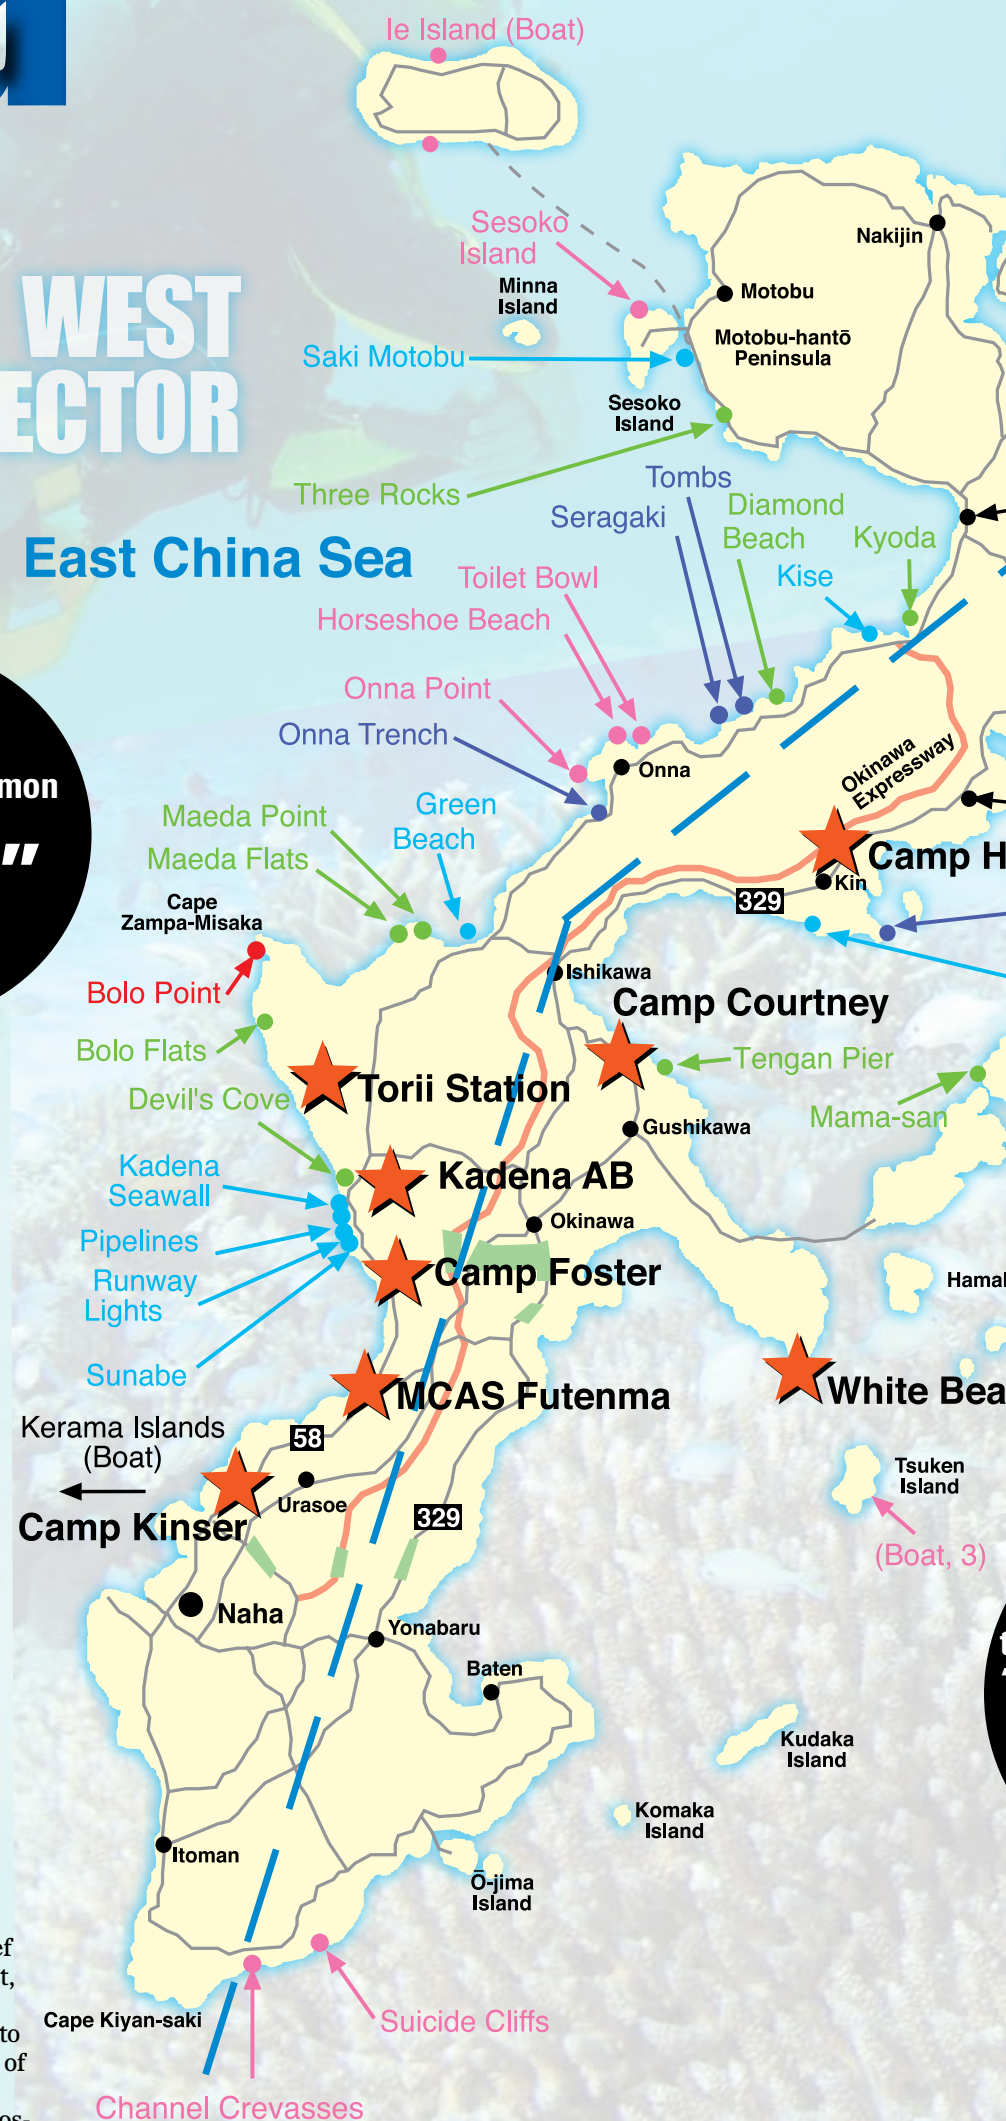 Ie Island (Boat)
Sesoko
Island
Minna
Island
Nakijin
Motobu
WEST
ECTOR
Saki Motobu
Motobu-hantō
Peninsula
Sesoko
Island
Three Rocks
Tombs
Seragaki
Diamond
Beach
Kyoda
East China Sea
Toilet Bowl
Kise
Horseshoe Beach
Onna Point
Onna Trench
Onna
Okinawa
Expressway
mon
"
Green
Beach
Maeda Point
Maeda Flats
Camp H
Kin
329
Cape
Zampa-Misaka
Bolo Point
Ishikawa
Camp Courtney
Bolo Flats
Tengan Pier
Torii Station
Devil's Cove
Mama-san
Gushikawa
Kadena
Seawall
Kadena AB
Okinawa
Pipelines
Camp Foster
Runway
Lights
Hamal
Sunabe
MCAS Futenma
White Bea
Kerama Islands
(Boat)
58
Tsuken
Island
Urasoe
329
Camp Kinser
(Boat, 3)
Naha
Yonabaru
Baten
Kudaka
Island
Komaka
Island
Itoman
Ō-jima
Island
ef
t,
Cape Kiyan-saki
Suicide Cliffs
to
of
Channel Crevasses
os-